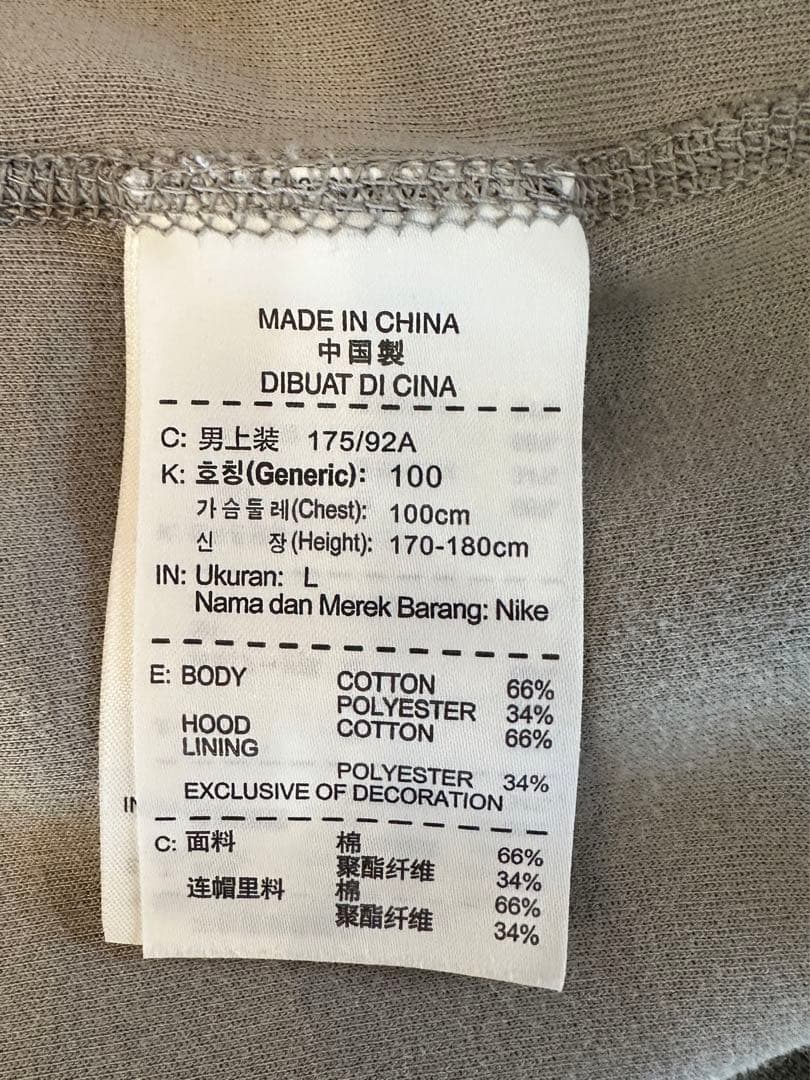 MADE IN CHINA
中国製
DIBUAT DI CINA
C: 男上装 175/92A
K: 호칭(Generic): 100
가슴둘레(Chest): 100cm
신 장(Height): 170-180cm
IN: Ukuran: L
Nama dan Merek Barang: Nike
E: BODY COTTON 66%
POLYESTER 34%
HOOD COTTON 66%
LINING
POLYESTER 34%
EXCLUSIVE OF DECORATION
C: 面料 棉 66%
聚酯纤维 34%
连帽里料 棉 66%
聚酯纤维 34%